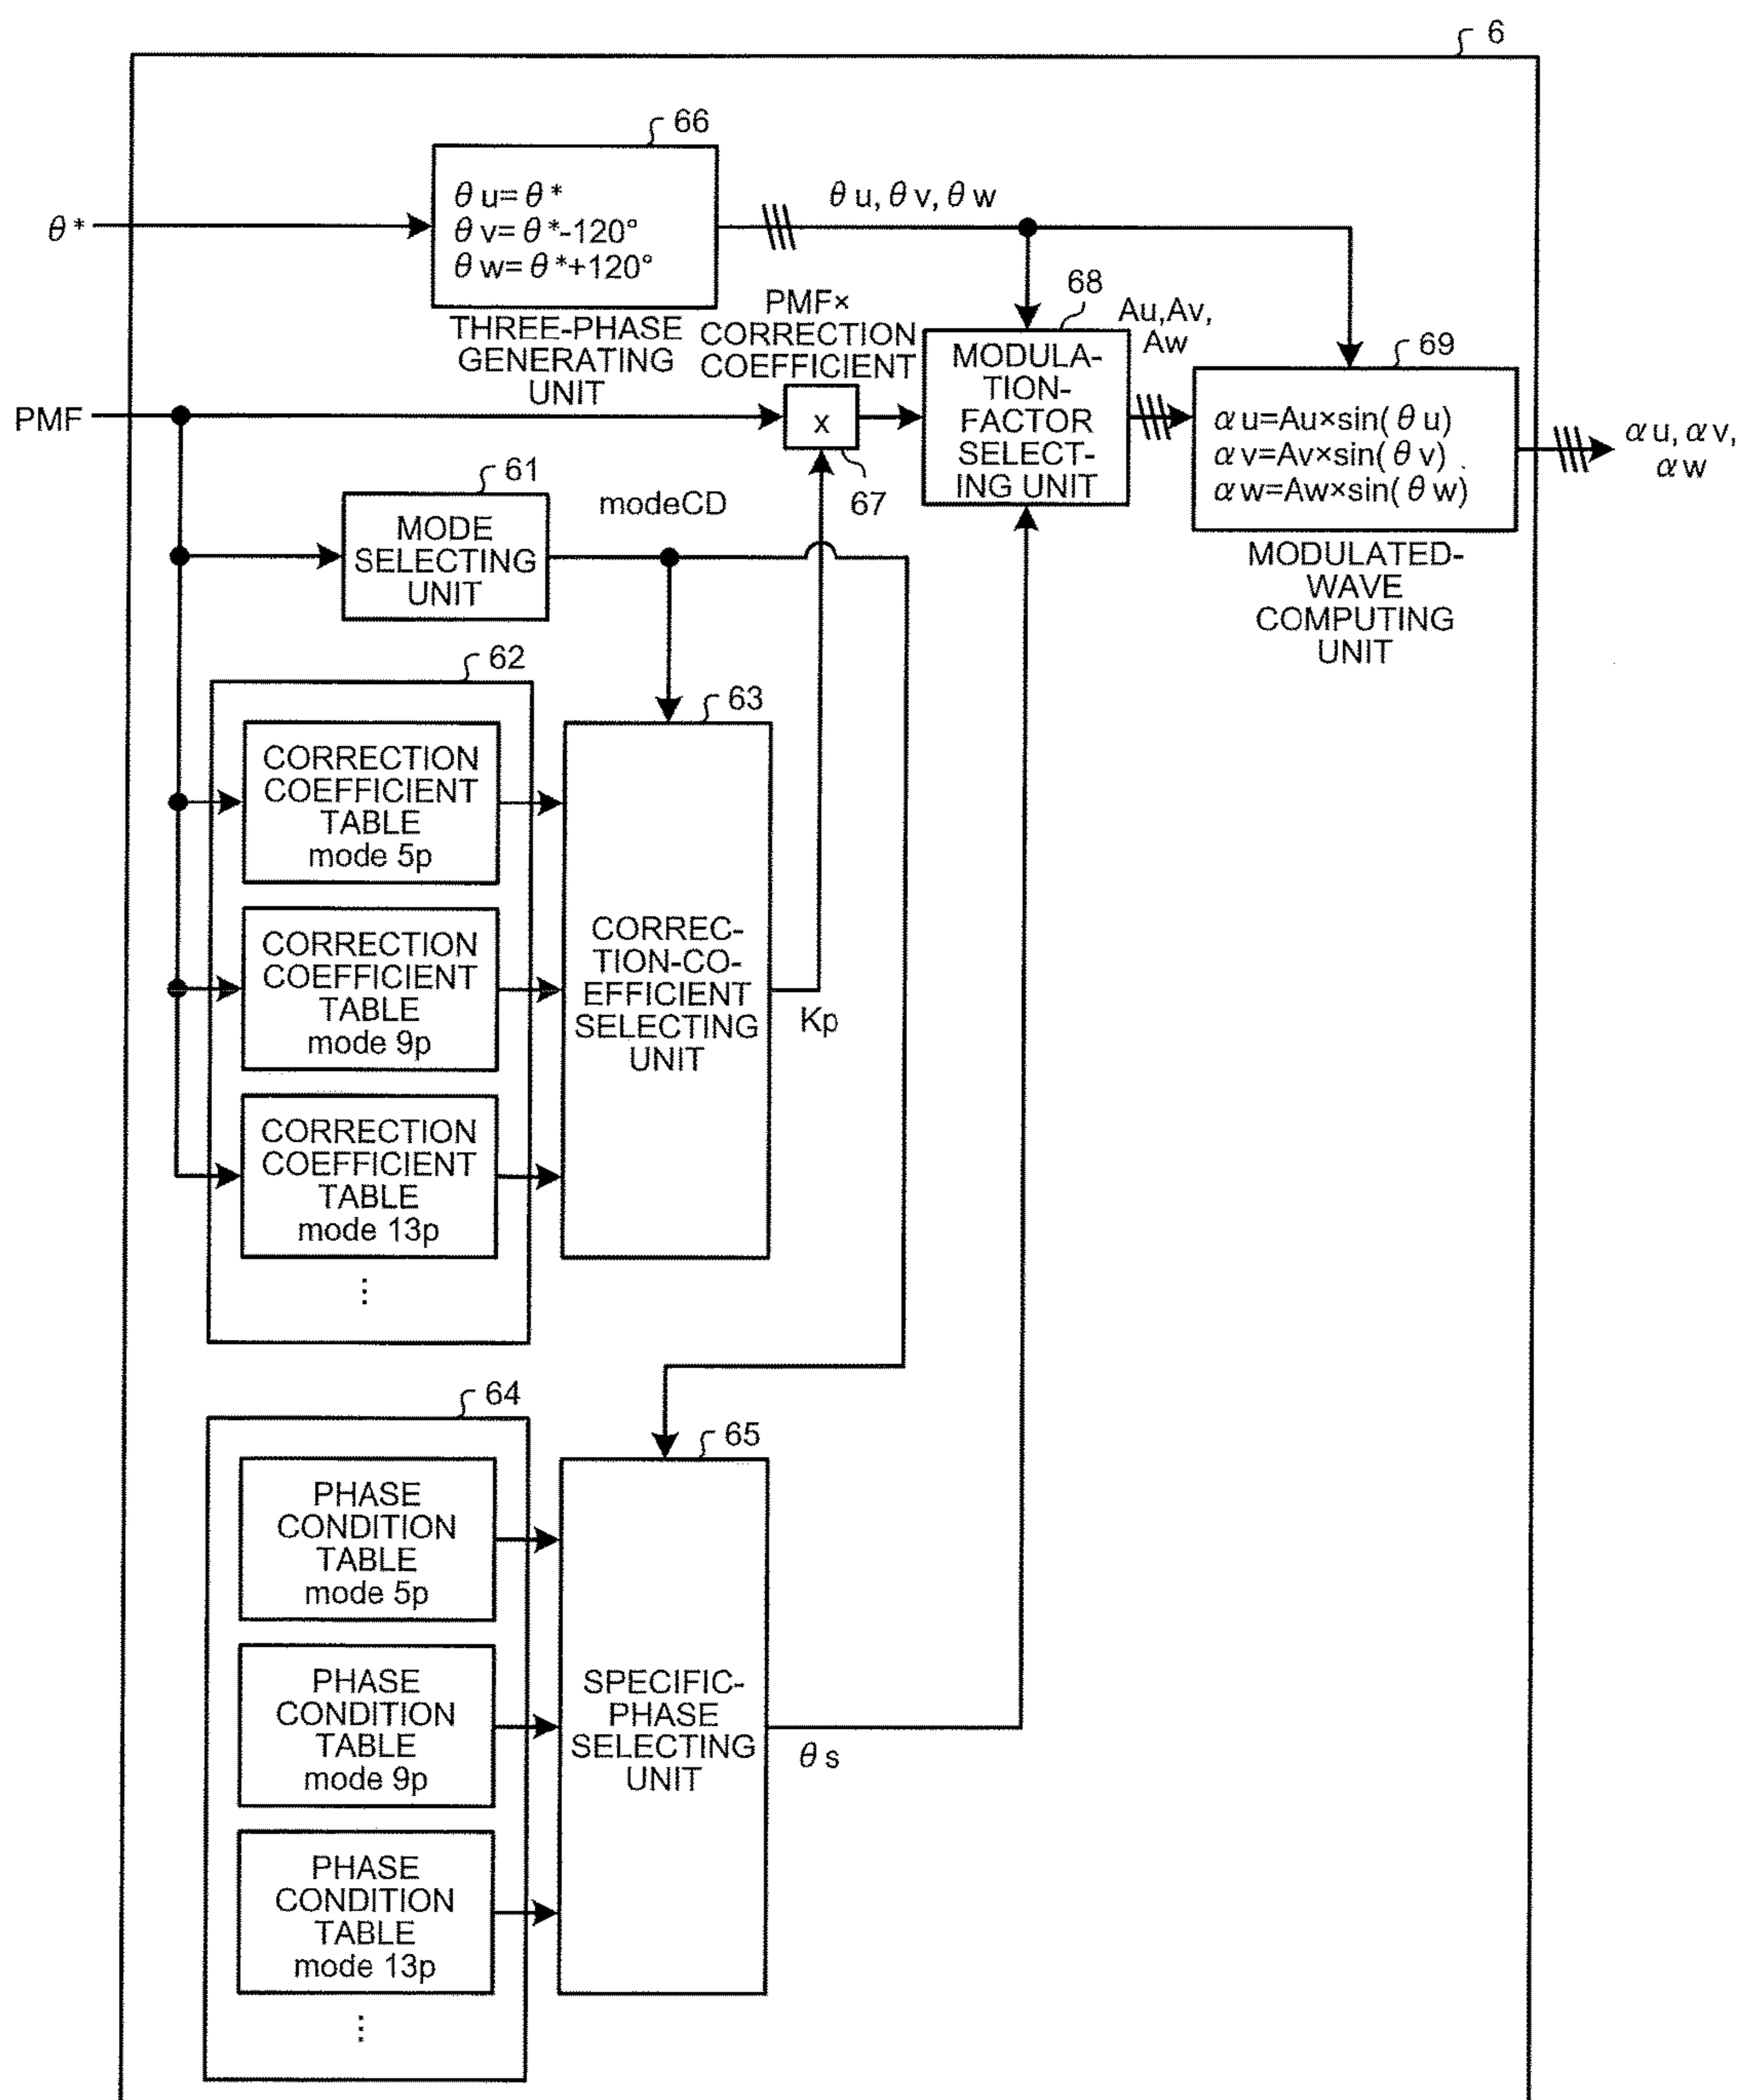 6
66
θu=θ*
θv=θ*-120°
θw=θ*+120°
THREE-PHASE
GENERATING
UNIT
θ*
θu, θv, θw
PMF×
CORRECTION
COEFFICIENT
68
Au,Av,
Aw
MODULA-
TION-
FACTOR
SELECT-
ING UNIT
69
αu=Au×sin(θu)
αv=Av×sin(θv)
αw=Aw×sin(θw)
MODULATED-
WAVE
COMPUTING
UNIT
αu, αv,
αw
PMF
x
67
61
MODE
SELECTING
UNIT
modeCD
62
CORRECTION
COEFFICIENT
TABLE
mode 5p
CORRECTION
COEFFICIENT
TABLE
mode 9p
CORRECTION
COEFFICIENT
TABLE
mode 13p
⋮
63
CORREC-
TION-CO-
EFFICIENT
SELECTING
UNIT
Kp
64
PHASE
CONDITION
TABLE
mode 5p
PHASE
CONDITION
TABLE
mode 9p
PHASE
CONDITION
TABLE
mode 13p
⋮
65
SPECIFIC-
PHASE
SELECTING
UNIT
θs